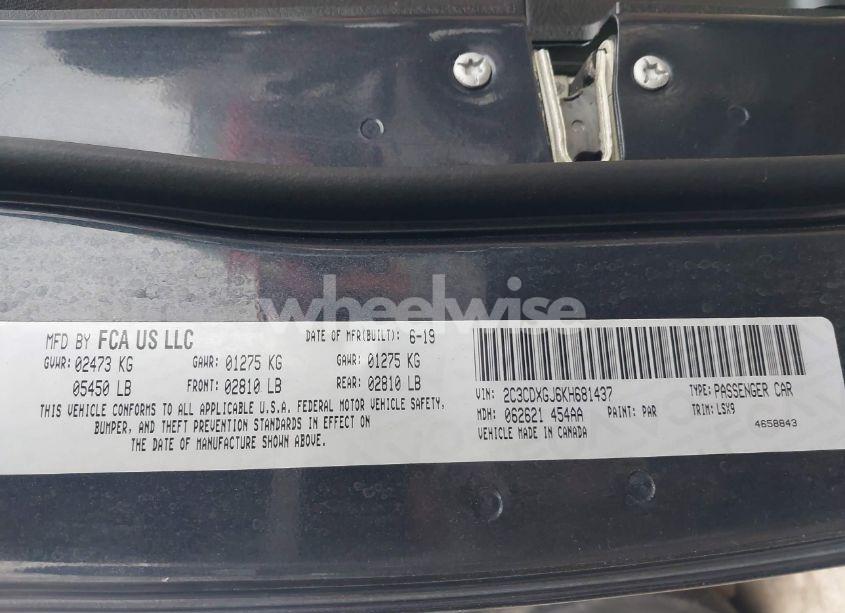 wheelwise
MFD BY FCA US LLC
DATE OF MFR(BUILT): 6-19
GVWR: 02473 KG GAWR: 01275 KG GAWR: 01275 KG
05450 LB FRONT: 02810 LB REAR: 02810 LB
THIS VEHICLE CONFORMS TO ALL APPLICABLE U.S.A. FEDERAL MOTOR VEHICLE SAFETY,
BUMPER, AND THEFT PREVENTION STANDARDS IN EFFECT ON
THE DATE OF MANUFACTURE SHOWN ABOVE.
VIN: 2C3CDXGJ6KH681437 TYPE: PASSENGER CAR
MDH: 062621 454AA PAINT: PAR TRIM: LSX9
VEHICLE MADE IN CANADA 4658843